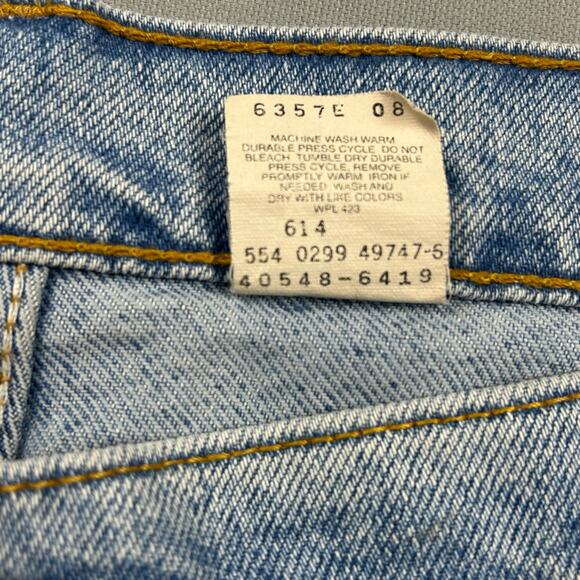 6357E 08
MACHINE WASH WARM
DURABLE PRESS CYCLE DO NOT
BLEACH TUMBLE DRY DURABLE
PRESS CYCLE, REMOVE
PROMPTLY WARM IRON IF
NEEDED WASH AND
DRY WITH LIKE COLORS
WPL 423
614
554 0299 49747-6
40548-6419